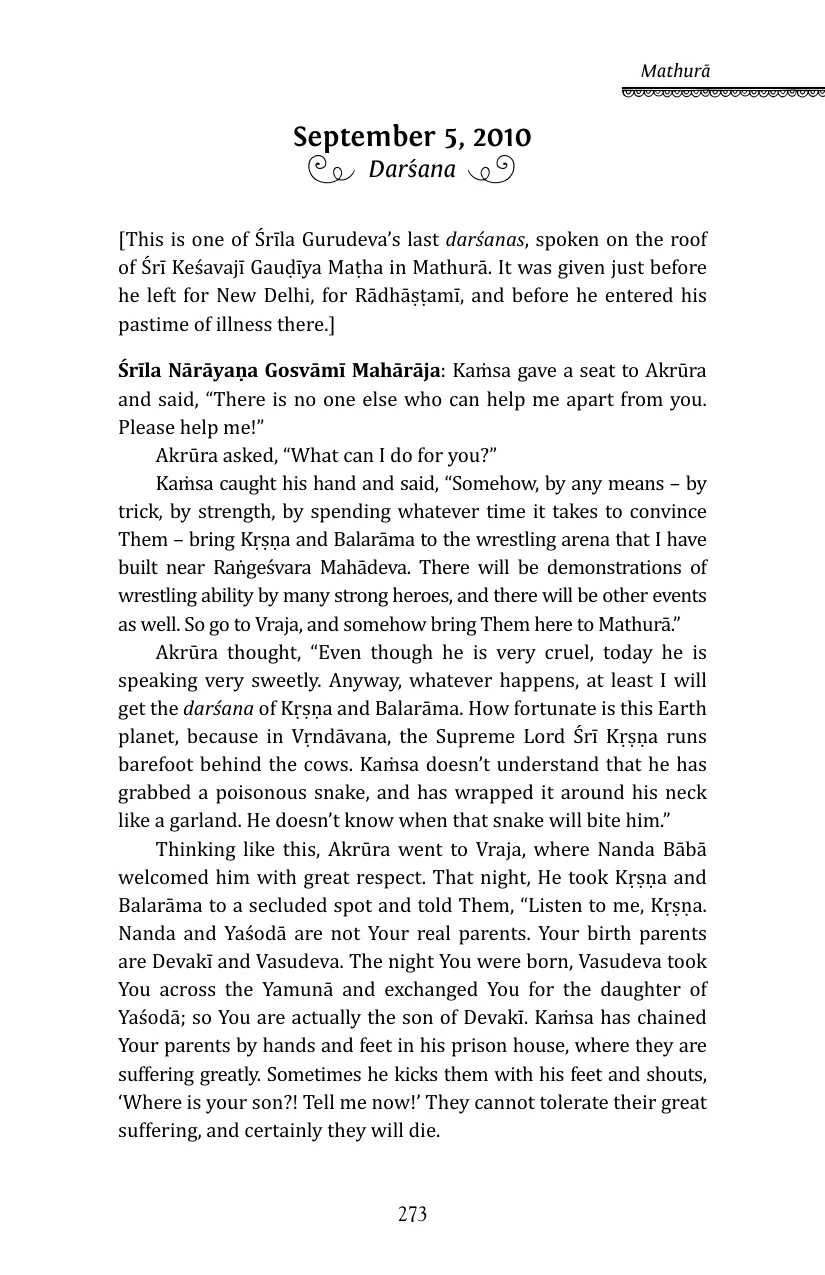 Mathurā
September 5, 2010
Darśana
[This is one of Śrīla Gurudeva’s last darśanas, spoken on the roof
of Śrī Keśavajī Gauḍīya Maṭha in Mathurā. It was given just before
he left for New Delhi, for Rādhāṣṭamī, and before he entered his
pastime of illness there.]
Śrīla Nārāyaṇa Gosvāmī Mahārāja: Kaṁsa gave a seat to Akrūra
and said, “There is no one else who can help me apart from you.
Please help me!”
Akrūra asked, “What can I do for you?”
Kaṁsa caught his hand and said, “Somehow, by any means – by
trick, by strength, by spending whatever time it takes to convince
Them – bring Kṛṣṇa and Balarāma to the wrestling arena that I have
built near Raṅgeśvara Mahādeva. There will be demonstrations of
wrestling ability by many strong heroes, and there will be other events
as well. So go to Vraja, and somehow bring Them here to Mathurā.”
Akrūra thought, “Even though he is very cruel, today he is
speaking very sweetly. Anyway, whatever happens, at least I will
get the darśana of Kṛṣṇa and Balarāma. How fortunate is this Earth
planet, because in Vṛndāvana, the Supreme Lord Śrī Kṛṣṇa runs
barefoot behind the cows. Kaṁsa doesn’t understand that he has
grabbed a poisonous snake, and has wrapped it around his neck
like a garland. He doesn’t know when that snake will bite him.”
Thinking like this, Akrūra went to Vraja, where Nanda Bābā
welcomed him with great respect. That night, He took Kṛṣṇa and
Balarāma to a secluded spot and told Them, “Listen to me, Kṛṣṇa.
Nanda and Yaśodā are not Your real parents. Your birth parents
are Devakī and Vasudeva. The night You were born, Vasudeva took
You across the Yamunā and exchanged You for the daughter of
Yaśodā; so You are actually the son of Devakī. Kaṁsa has chained
Your parents by hands and feet in his prison house, where they are
suffering greatly. Sometimes he kicks them with his feet and shouts,
‘Where is your son?! Tell me now!’ They cannot tolerate their great
suffering, and certainly they will die.
273